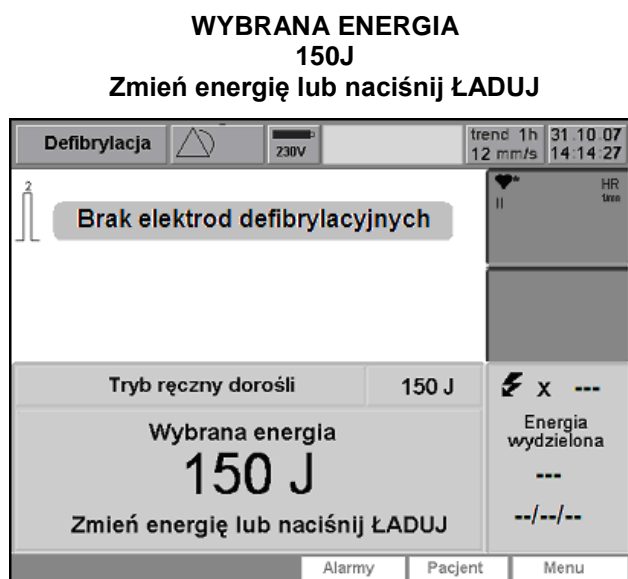 WYBRANA ENERGIA
150J
Zmień energię lub naciśnij ŁADUJ
Defibrylacja
230V
trend 1h 31.10.07
12 mm/s 14:14:27
2
Brak elektrod defibrylacyjnych
HR
II
1/min
Tryb ręczny dorośli 150 J
x ---
Wybrana energia
150 J
Zmień energię lub naciśnij ŁADUJ
Energia
wydzielona
---
--/--/--
Alarmy Pacjent Menu